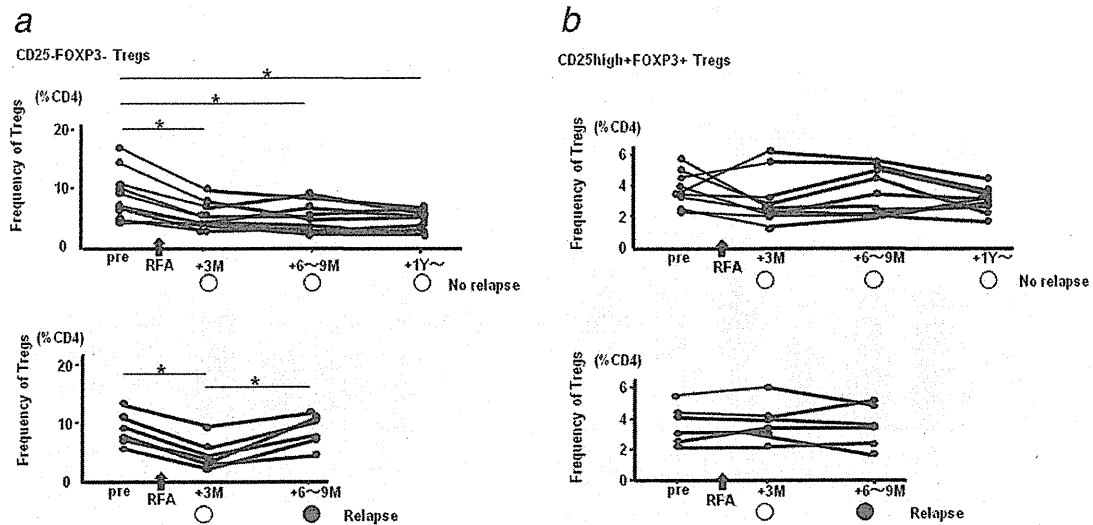 a
CD25-FOXP3- Tregs
*
*
*
(%CD4)
Frequency of Tregs
20
10
0
pre
RFA
+3M
+6〜9M
+1Y〜
No relapse
(%CD4)
Frequency of Tregs
20
10
0
*
*
pre
RFA
+3M
+6〜9M
Relapse
b
CD25high+FOXP3+ Tregs
(%CD4)
Frequency of Tregs
6
4
2
0
pre
RFA
+3M
+6〜9M
+1Y〜
No relapse
(%CD4)
Frequency of Tregs
6
4
2
0
pre
RFA
+3M
+6〜9M
Relapse